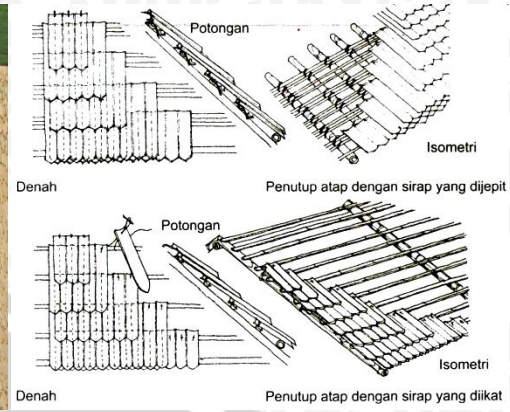 Potongan
Isometri
Denah
Penutup atap dengan sirap yang dijepit
Potongan
Isometri
Denah
Penutup atap dengan sirap yang diikat